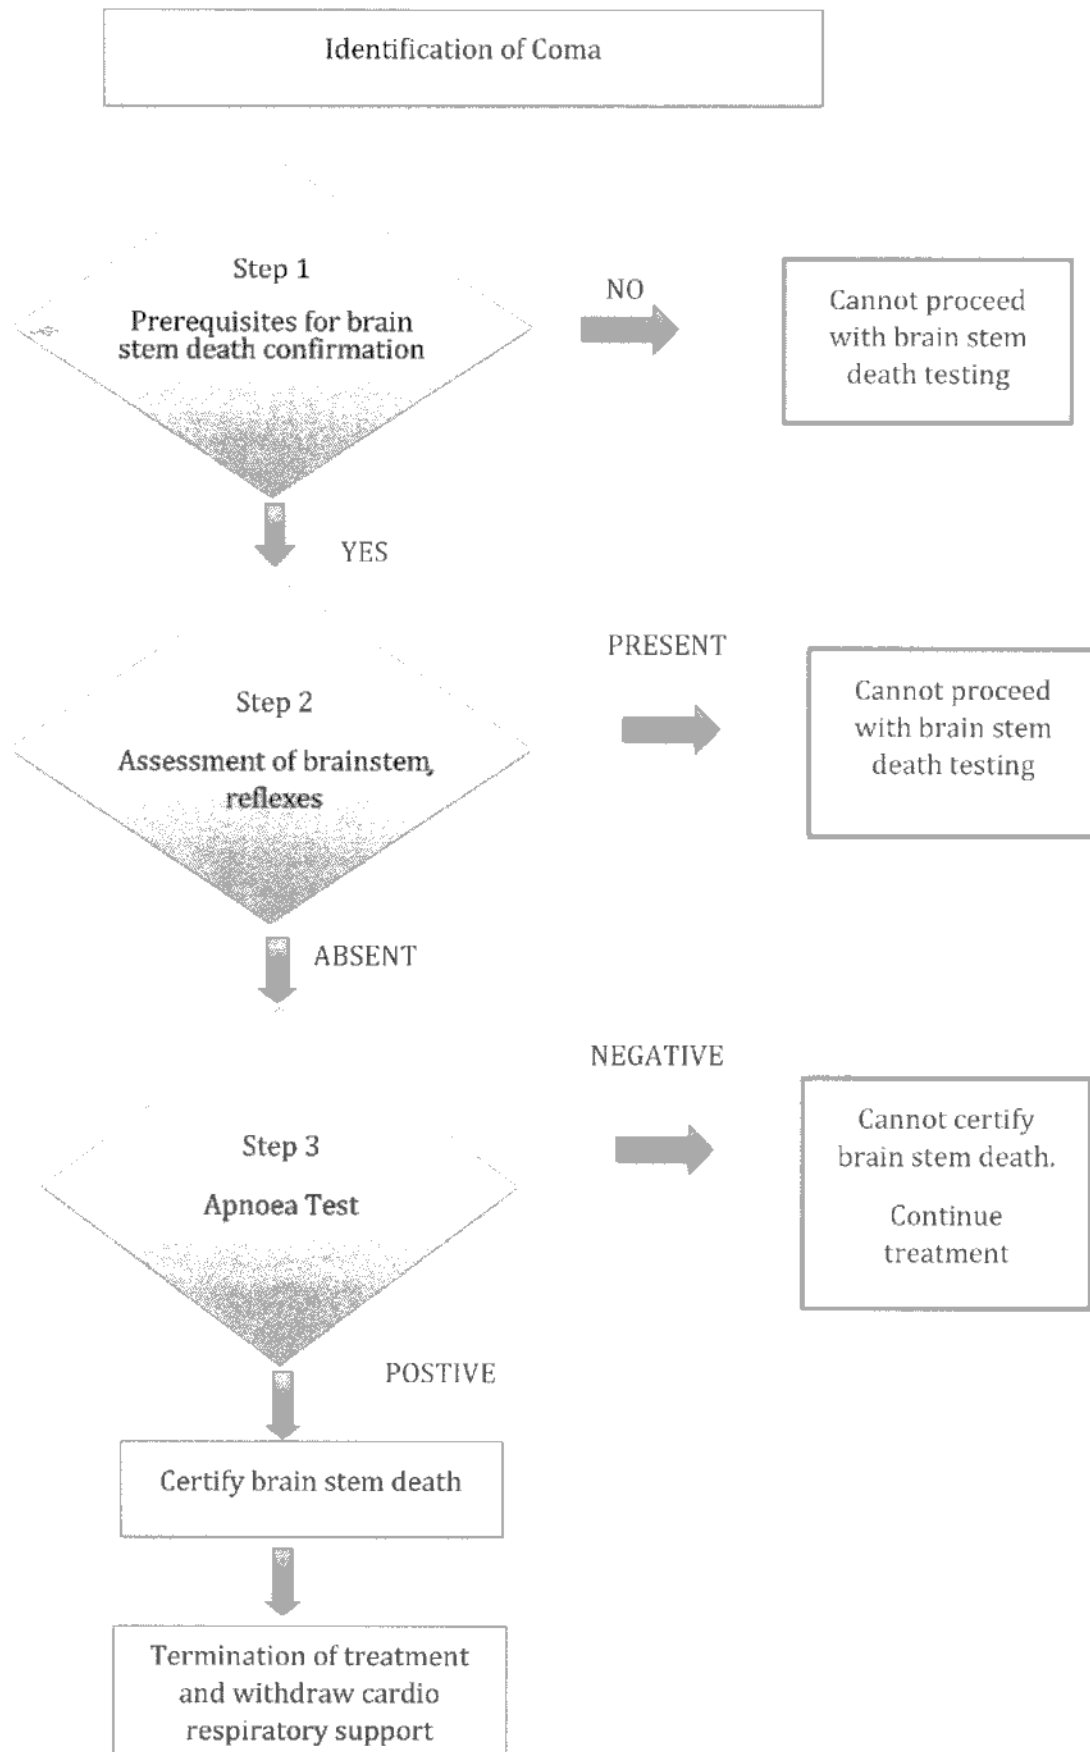 Identification of Coma
Step 1
Prerequisites for brain
stem death confirmation
NO
Cannot proceed
with brain stem
death testing
YES
PRESENT
Step 2
Assessment of brainstem,
reflexes
Cannot proceed
with brain stem
death testing
ABSENT
NEGATIVE
Step 3
Apnoea Test
Cannot certify
brain stem death.
Continue
treatment
POSTIVE
Certify brain stem death
Termination of treatment
and withdraw cardio
respiratory support